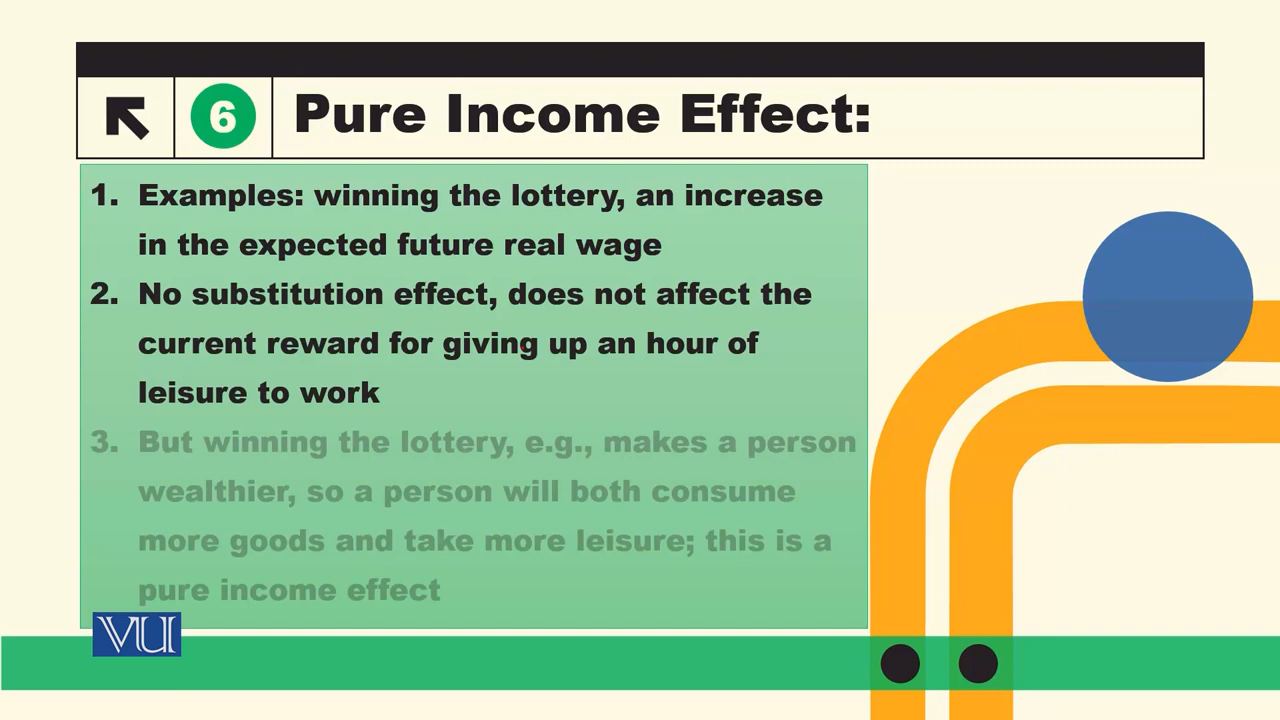 6 Pure Income Effect:
1. Examples: winning the lottery, an increase
in the expected future real wage
2. No substitution effect, does not affect the
current reward for giving up an hour of
leisure to work
3. But winning the lottery, e.g., makes a person
wealthier, so a person will both consume
more goods and take more leisure; this is a
pure income effect
VU